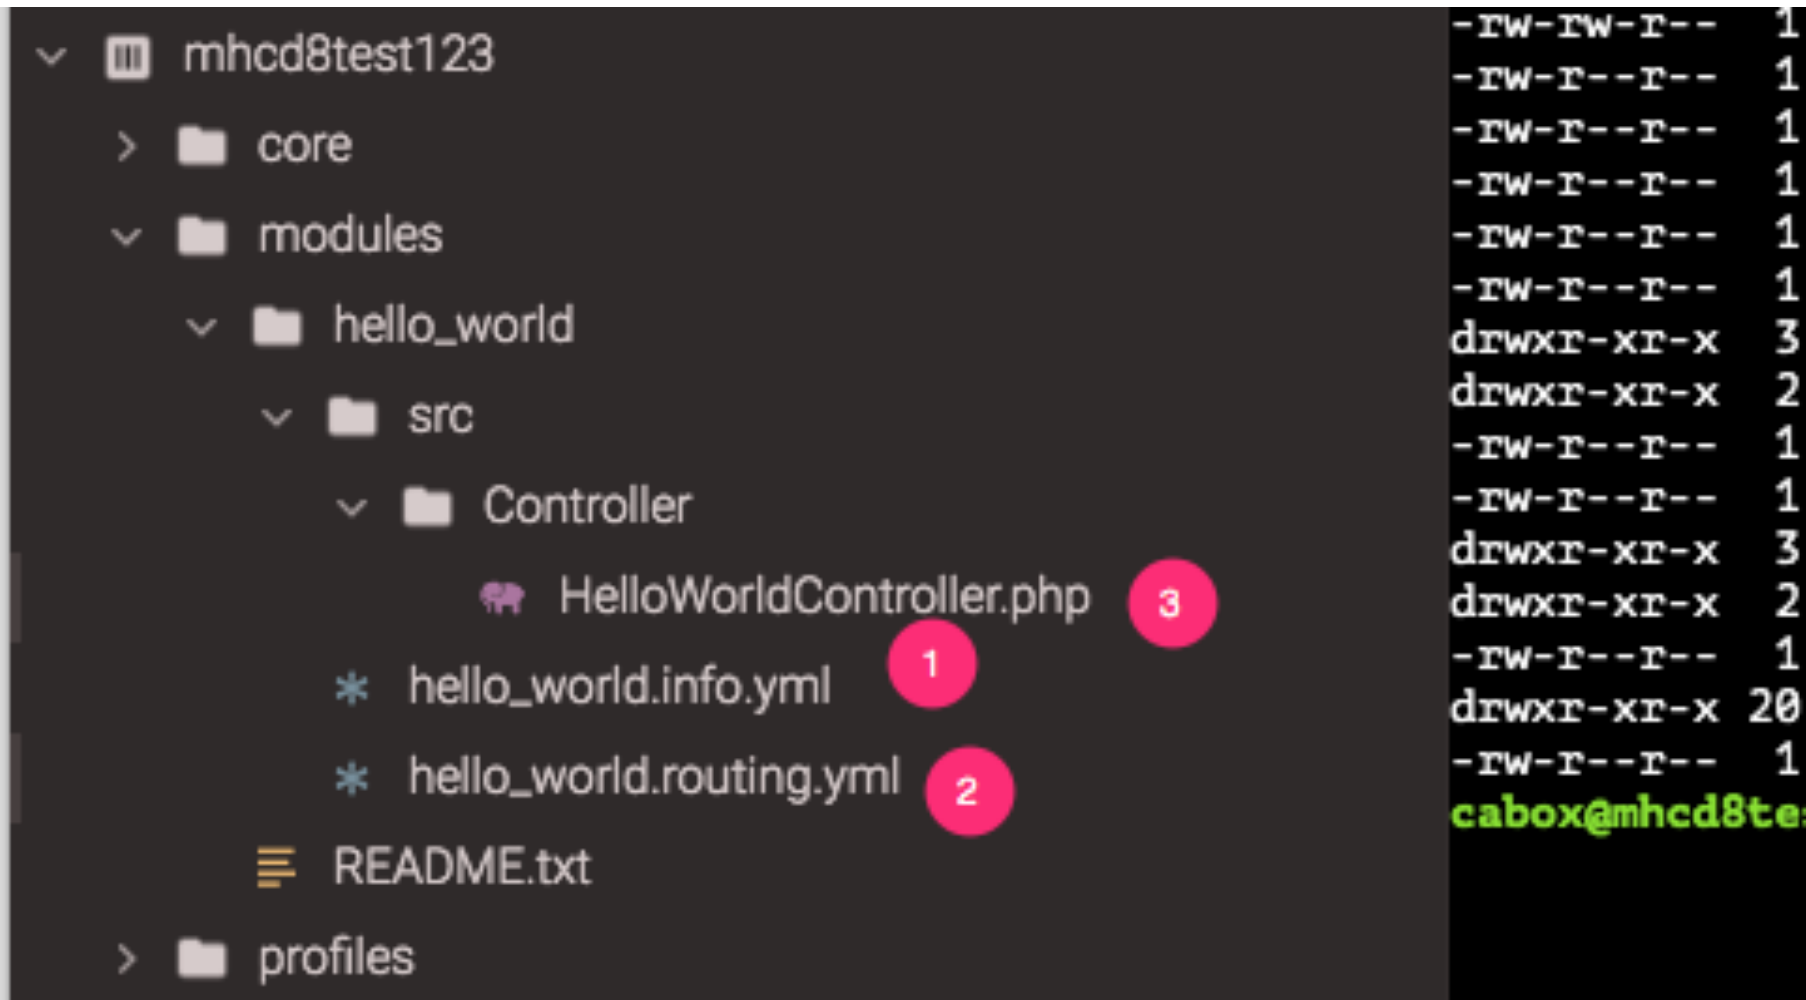 mhcd8test123
core
modules
hello_world
src
Controller
HelloWorldController.php 3
1
hello_world.info.yml
hello_world.routing.yml 2
README.txt
profiles
-rw-rw-r-- 1
-rw-r--r-- 1
-rw-r--r-- 1
-rw-r--r-- 1
-rw-r--r-- 1
-rw-r--r-- 1
drwxr-xr-x 3
drwxr-xr-x 2
-rw-r--r-- 1
-rw-r--r-- 1
drwxr-xr-x 3
drwxr-xr-x 2
-rw-r--r-- 1
drwxr-xr-x 20
-rw-r--r-- 1
cabox@mhcd8te